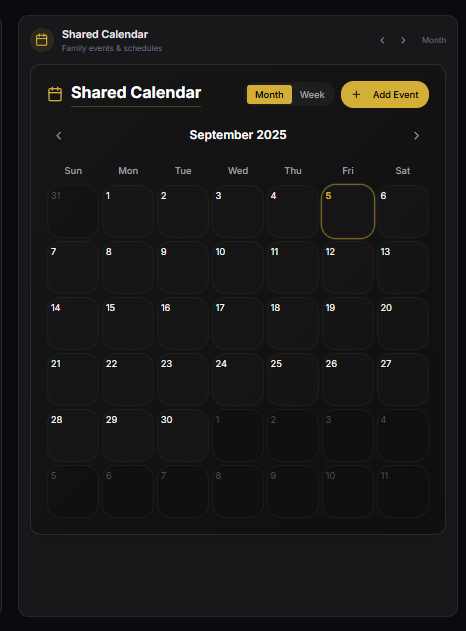 Shared Calendar
Family events & schedules
Month
Shared Calendar
Month Week
Add Event
September 2025
Sun Mon Tue Wed Thu Fri Sat
31 1 2 3 4 5 6
7 8 9 10 11 12 13
14 15 16 17 18 19 20
21 22 23 24 25 26 27
28 29 30 1 2 3 4
5 6 7 8 9 10 11